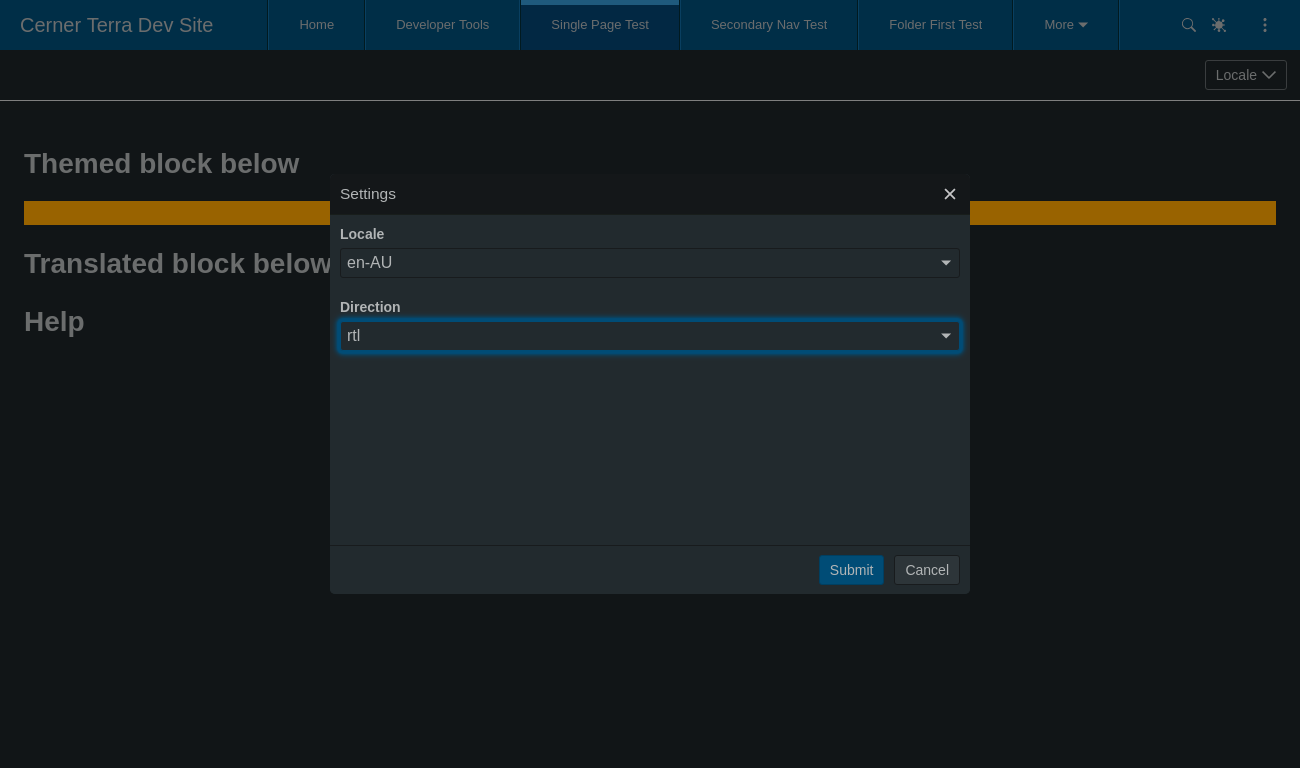 Cerner Terra Dev Site
Home
Developer Tools
Single Page Test
Secondary Nav Test
Folder First Test
More
Locale
Themed block below
Settings
Locale
en-AU
Translated block below
Direction
Help
rtl
Submit
Cancel